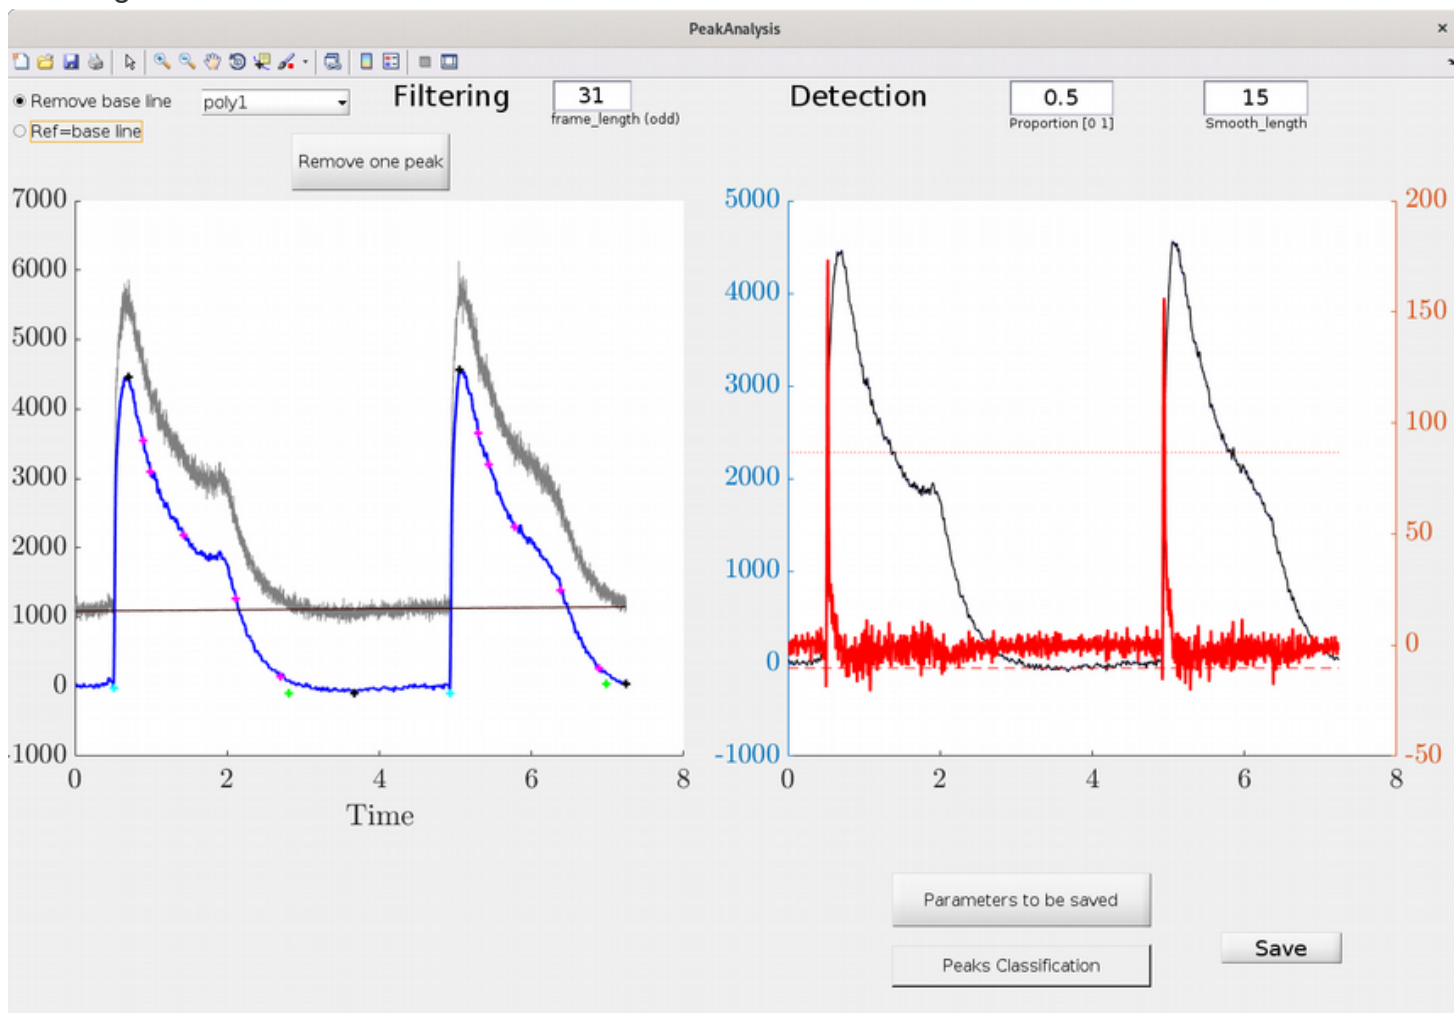 PeakAnalysis ×
Remove base line poly1 Filtering 31 Detection 0.5 15
frame_length (odd) Proportion [0 1] Smooth_length
Ref=base line
Remove one peak
7000 5000 200
6000
4000 150
5000
4000 3000 100
3000 2000
50
2000 1000
1000 0
0
0
-1000 -1000 -50
0 2 4 6 8 0 2 4 6 8
Time
Parameters to be saved
Save
Peaks Classification